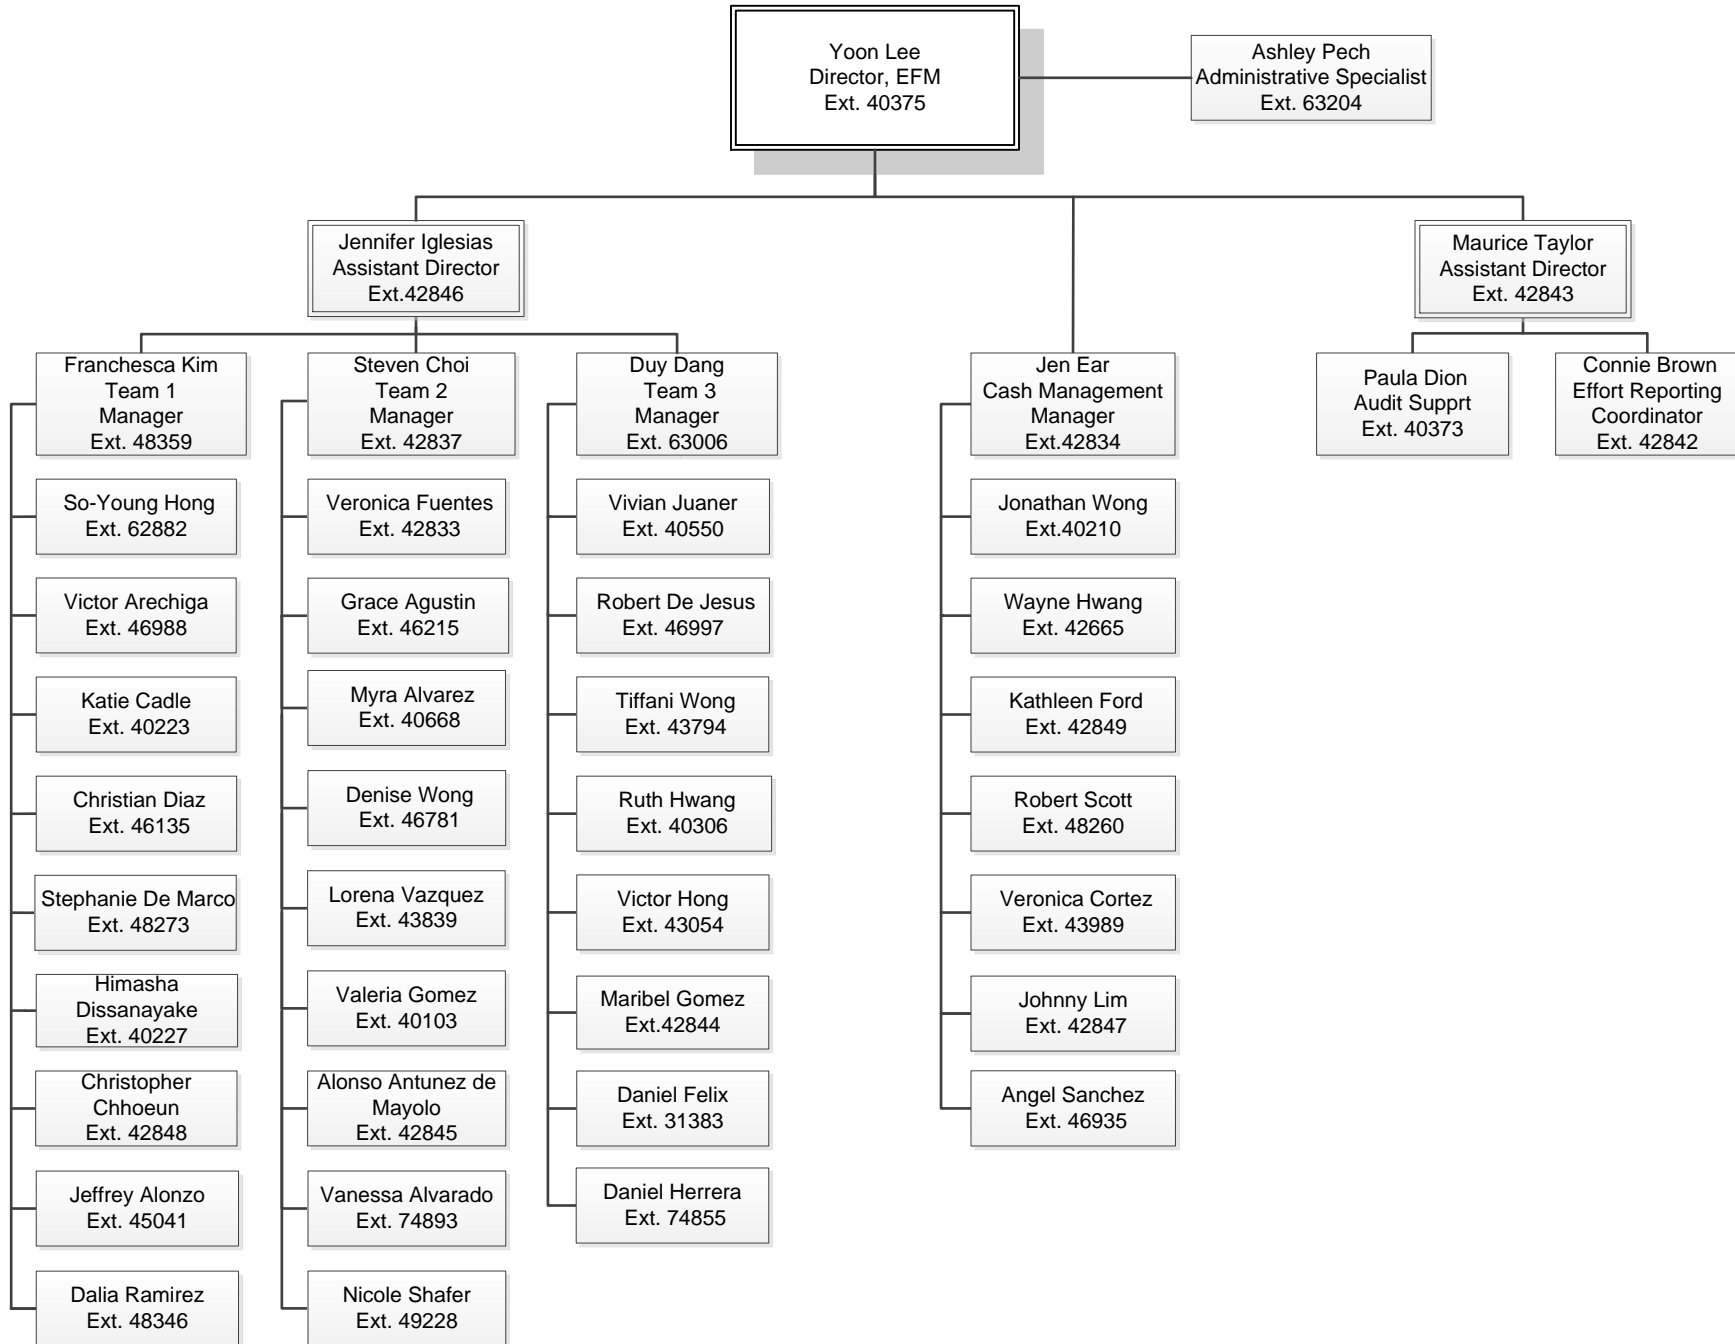 Yoon Lee
Director, EFM
Ext. 40375
Ashley Pech
Administrative Specialist
Ext. 63204
Jennifer Iglesias
Assistant Director
Ext.42846
Maurice Taylor
Assistant Director
Ext. 42843
Franchesca Kim
Team 1
Manager
Ext. 48359
So-Young Hong
Ext. 62882
Victor Arechiga
Ext. 46988
Katie Cadle
Ext. 40223
Christian Diaz
Ext. 46135
Stephanie De Marco
Ext. 48273
Himasha
Dissanayake
Ext. 40227
Christopher
Chhoeun
Ext. 42848
Jeffrey Alonzo
Ext. 45041
Dalia Ramirez
Ext. 48346
Steven Choi
Team 2
Manager
Ext. 42837
Veronica Fuentes
Ext. 42833
Grace Agustin
Ext. 46215
Myra Alvarez
Ext. 40668
Denise Wong
Ext. 46781
Lorena Vazquez
Ext. 43839
Valeria Gomez
Ext. 40103
Alonso Antunez de
Mayolo
Ext. 42845
Vanessa Alvarado
Ext. 74893
Nicole Shafer
Ext. 49228
Duy Dang
Team 3
Manager
Ext. 63006
Vivian Juaner
Ext. 40550
Robert De Jesus
Ext. 46997
Tiffani Wong
Ext. 43794
Ruth Hwang
Ext. 40306
Victor Hong
Ext. 43054
Maribel Gomez
Ext.42844
Daniel Felix
Ext. 31383
Daniel Herrera
Ext. 74855
Jen Ear
Cash Management
Manager
Ext.42834
Jonathan Wong
Ext.40210
Wayne Hwang
Ext. 42665
Kathleen Ford
Ext. 42849
Robert Scott
Ext. 48260
Veronica Cortez
Ext. 43989
Johnny Lim
Ext. 42847
Angel Sanchez
Ext. 46935
Paula Dion
Audit Supprt
Ext. 40373
Connie Brown
Effort Reporting
Coordinator
Ext. 42842